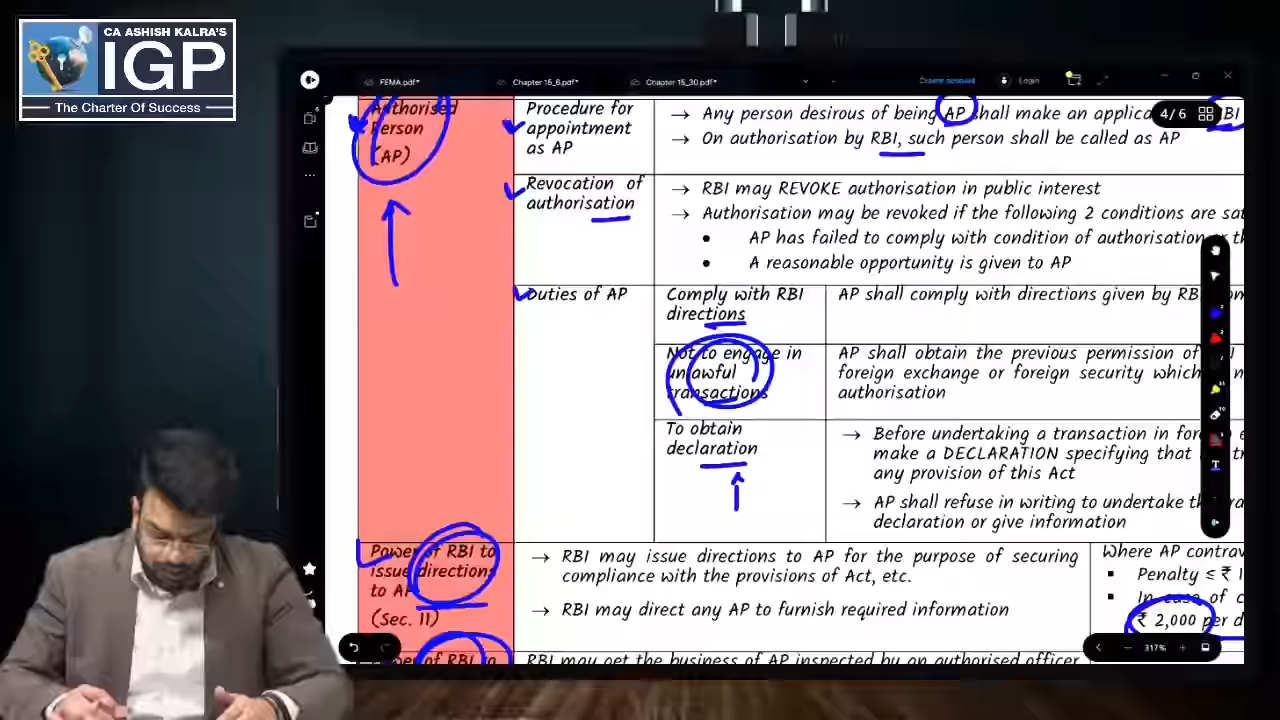 CA ASHISH KALRA'S
IGP
The Charter Of Success
FEMA.pdf*
Chapter 15_6.pdf*
Chapter 15_30.pdf*
Login
4/6
Authorised
Person
(AP)
Procedure for
appointment
as AP
→ Any person desirous of being AP shall make an applica
→ On authorisation by RBI, such person shall be called as AP
Revocation of
authorisation
→ RBI may REVOKE authorisation in public interest
→ Authorisation may be revoked if the following 2 conditions are sat
• AP has failed to comply with condition of authorisation
• A reasonable opportunity is given to AP
Duties of AP
Comply with RBI
directions
AP shall comply with directions given by RB
Not to engage in
unlawful
transactions
AP shall obtain the previous permission of
foreign exchange or foreign security which
authorisation
To obtain
declaration
→ Before undertaking a transaction in for
make a DECLARATION specifying that
any provision of this Act
→ AP shall refuse in writing to undertake th
declaration or give information
Power of RBI to
issue directions
to AP
(Sec. 11)
→ RBI may issue directions to AP for the purpose of securing
compliance with the provisions of Act, etc.
→ RBI may direct any AP to furnish required information
Where AP contrav
▪ Penalty ≤ ₹ 1
▪ In case of c
₹ 2,000 per d
of RBI to
RBI may get the business of AP inspected by an authorised officer
317%